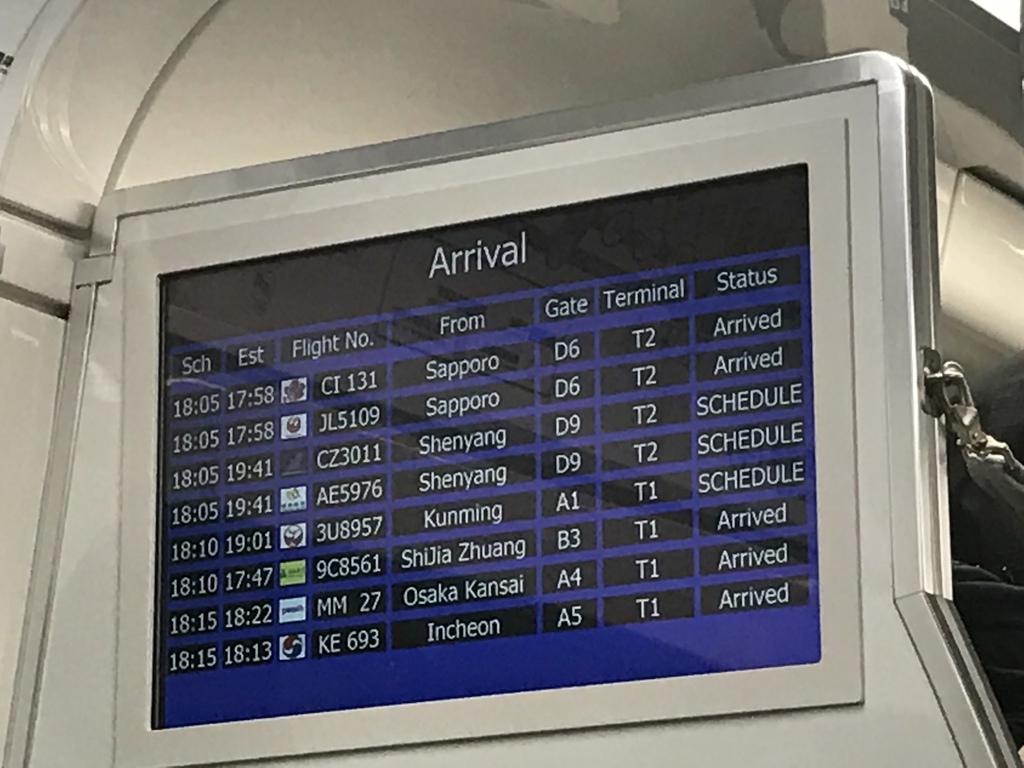 Arrival
Sch Est Flight No. From Gate Terminal Status
18:05 17:58 CI 131 Sapporo D6 T2 Arrived
18:05 17:58 JL5109 Sapporo D6 T2 Arrived
18:05 19:41 CZ3011 Shenyang D9 T2 SCHEDULE
18:05 19:41 AE5976 Shenyang D9 T2 SCHEDULE
18:10 19:01 3U8957 Kunming A1 T1 SCHEDULE
18:10 17:47 9C8561 ShiJia Zhuang B3 T1 Arrived
18:15 18:22 MM 27 Osaka Kansai A4 T1 Arrived
18:15 18:13 KE 693 Incheon A5 T1 Arrived